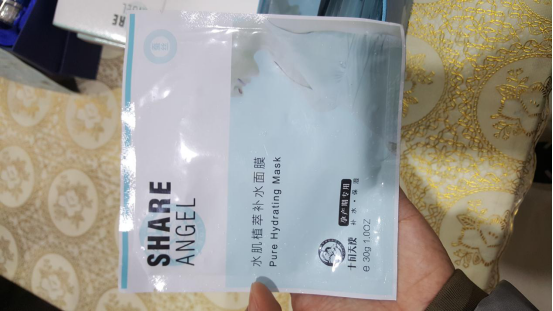 SHARE
ANGEL
水肌植萃补水面膜
Pure Hydrating Mask
孕产期专用
补水·保湿
十月天使
e 30g 1.0OZ